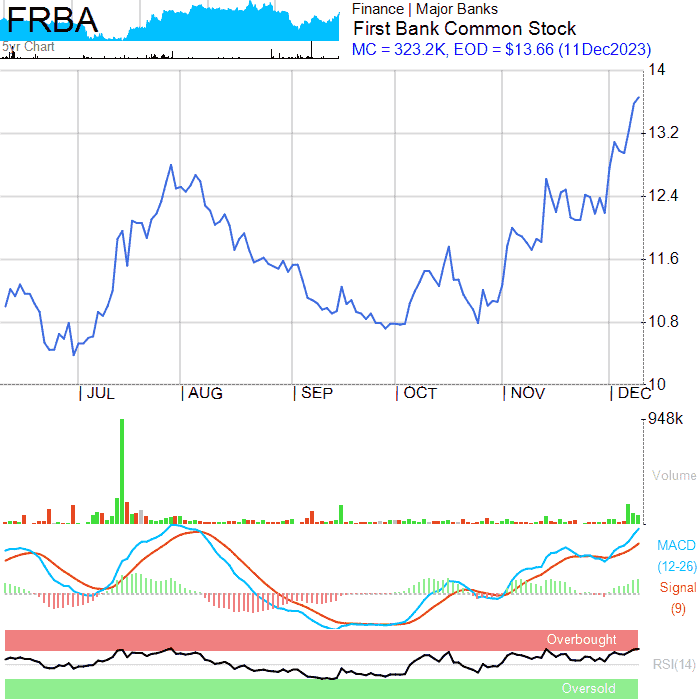 FRBA
5yr Chart
Finance | Major Banks
First Bank Common Stock
MC = 323.2K, EOD = $13.66 (11Dec2023)
14
13.2
12.4
11.6
10.8
10
| JUL | AUG | SEP | OCT | NOV | DEC
948k
Volume
MACD
(12-26)
Signal
(9)
Overbought
RSI(14)
Oversold